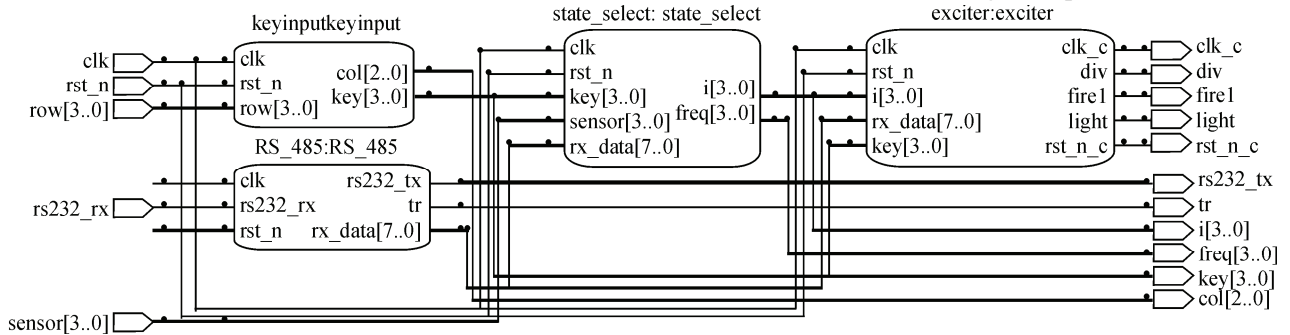 keyinputkeyinput
state_select: state_select
exciter:exciter
clk
rst_n
row[3..0]
clk
rst_n
row[3..0]
col[2..0]
key[3..0]
clk
rst_n
key[3..0]
sensor[3..0]
rx_data[7..0]
i[3..0]
freq[3..0]
clk
rst_n
i[3..0]
rx_data[7..0]
key[3..0]
clk_c
div
fire1
light
rst_n_c
clk_c
div
fire1
light
rst_n_c
RS_485:RS_485
rs232_rx
clk
rs232_rx
rst_n
rs232_tx
tr
rx_data[7..0]
rs232_tx
tr
i[3..0]
freq[3..0]
key[3..0]
col[2..0]
sensor[3..0]